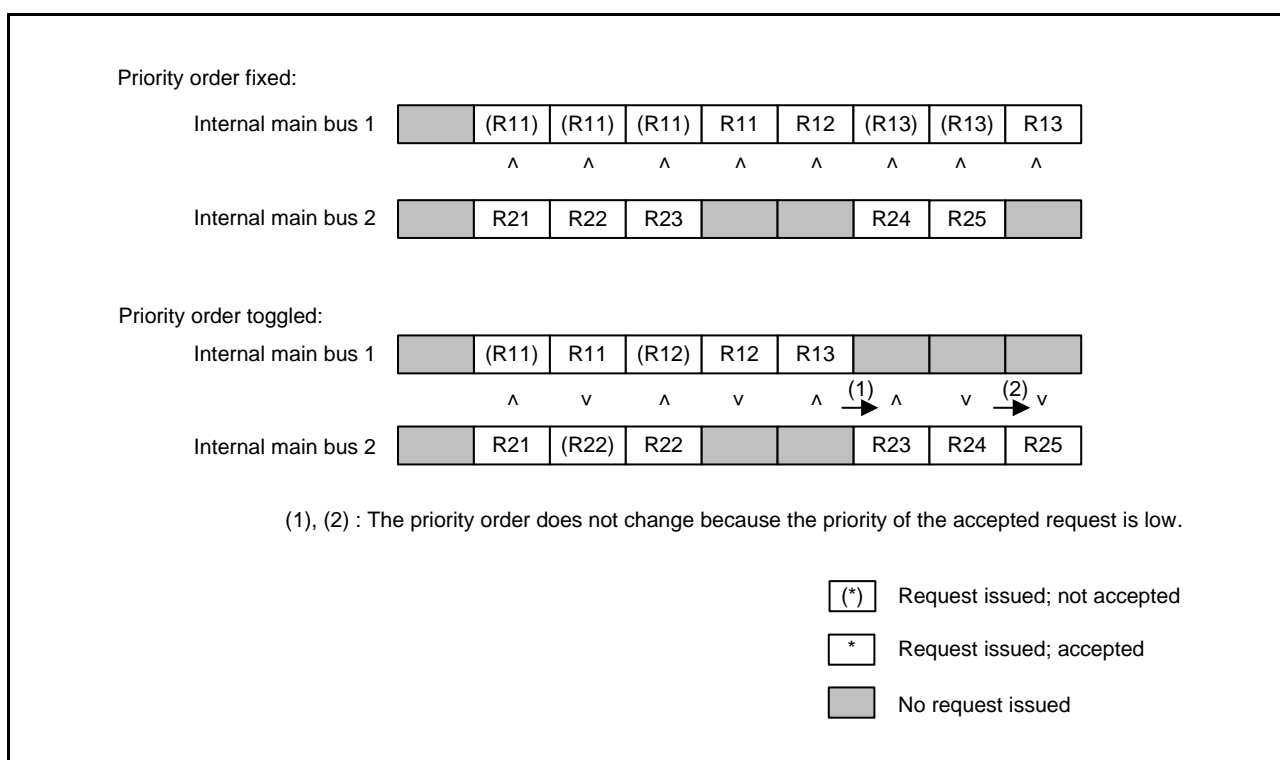 Priority order fixed:
Internal main bus 1 (R11) (R11) (R11) R11 R12 (R13) (R13) R13
^ ^ ^ ^ ^ ^ ^ ^
Internal main bus 2 R21 R22 R23 R24 R25
Priority order toggled:
Internal main bus 1 (R11) R11 (R12) R12 R13
^ v ^ v ^ (1) ^ v (2) v
Internal main bus 2 R21 (R22) R22 R23 R24 R25
(1), (2) : The priority order does not change because the priority of the accepted request is low.
(*) Request issued; not accepted
* Request issued; accepted
No request issued